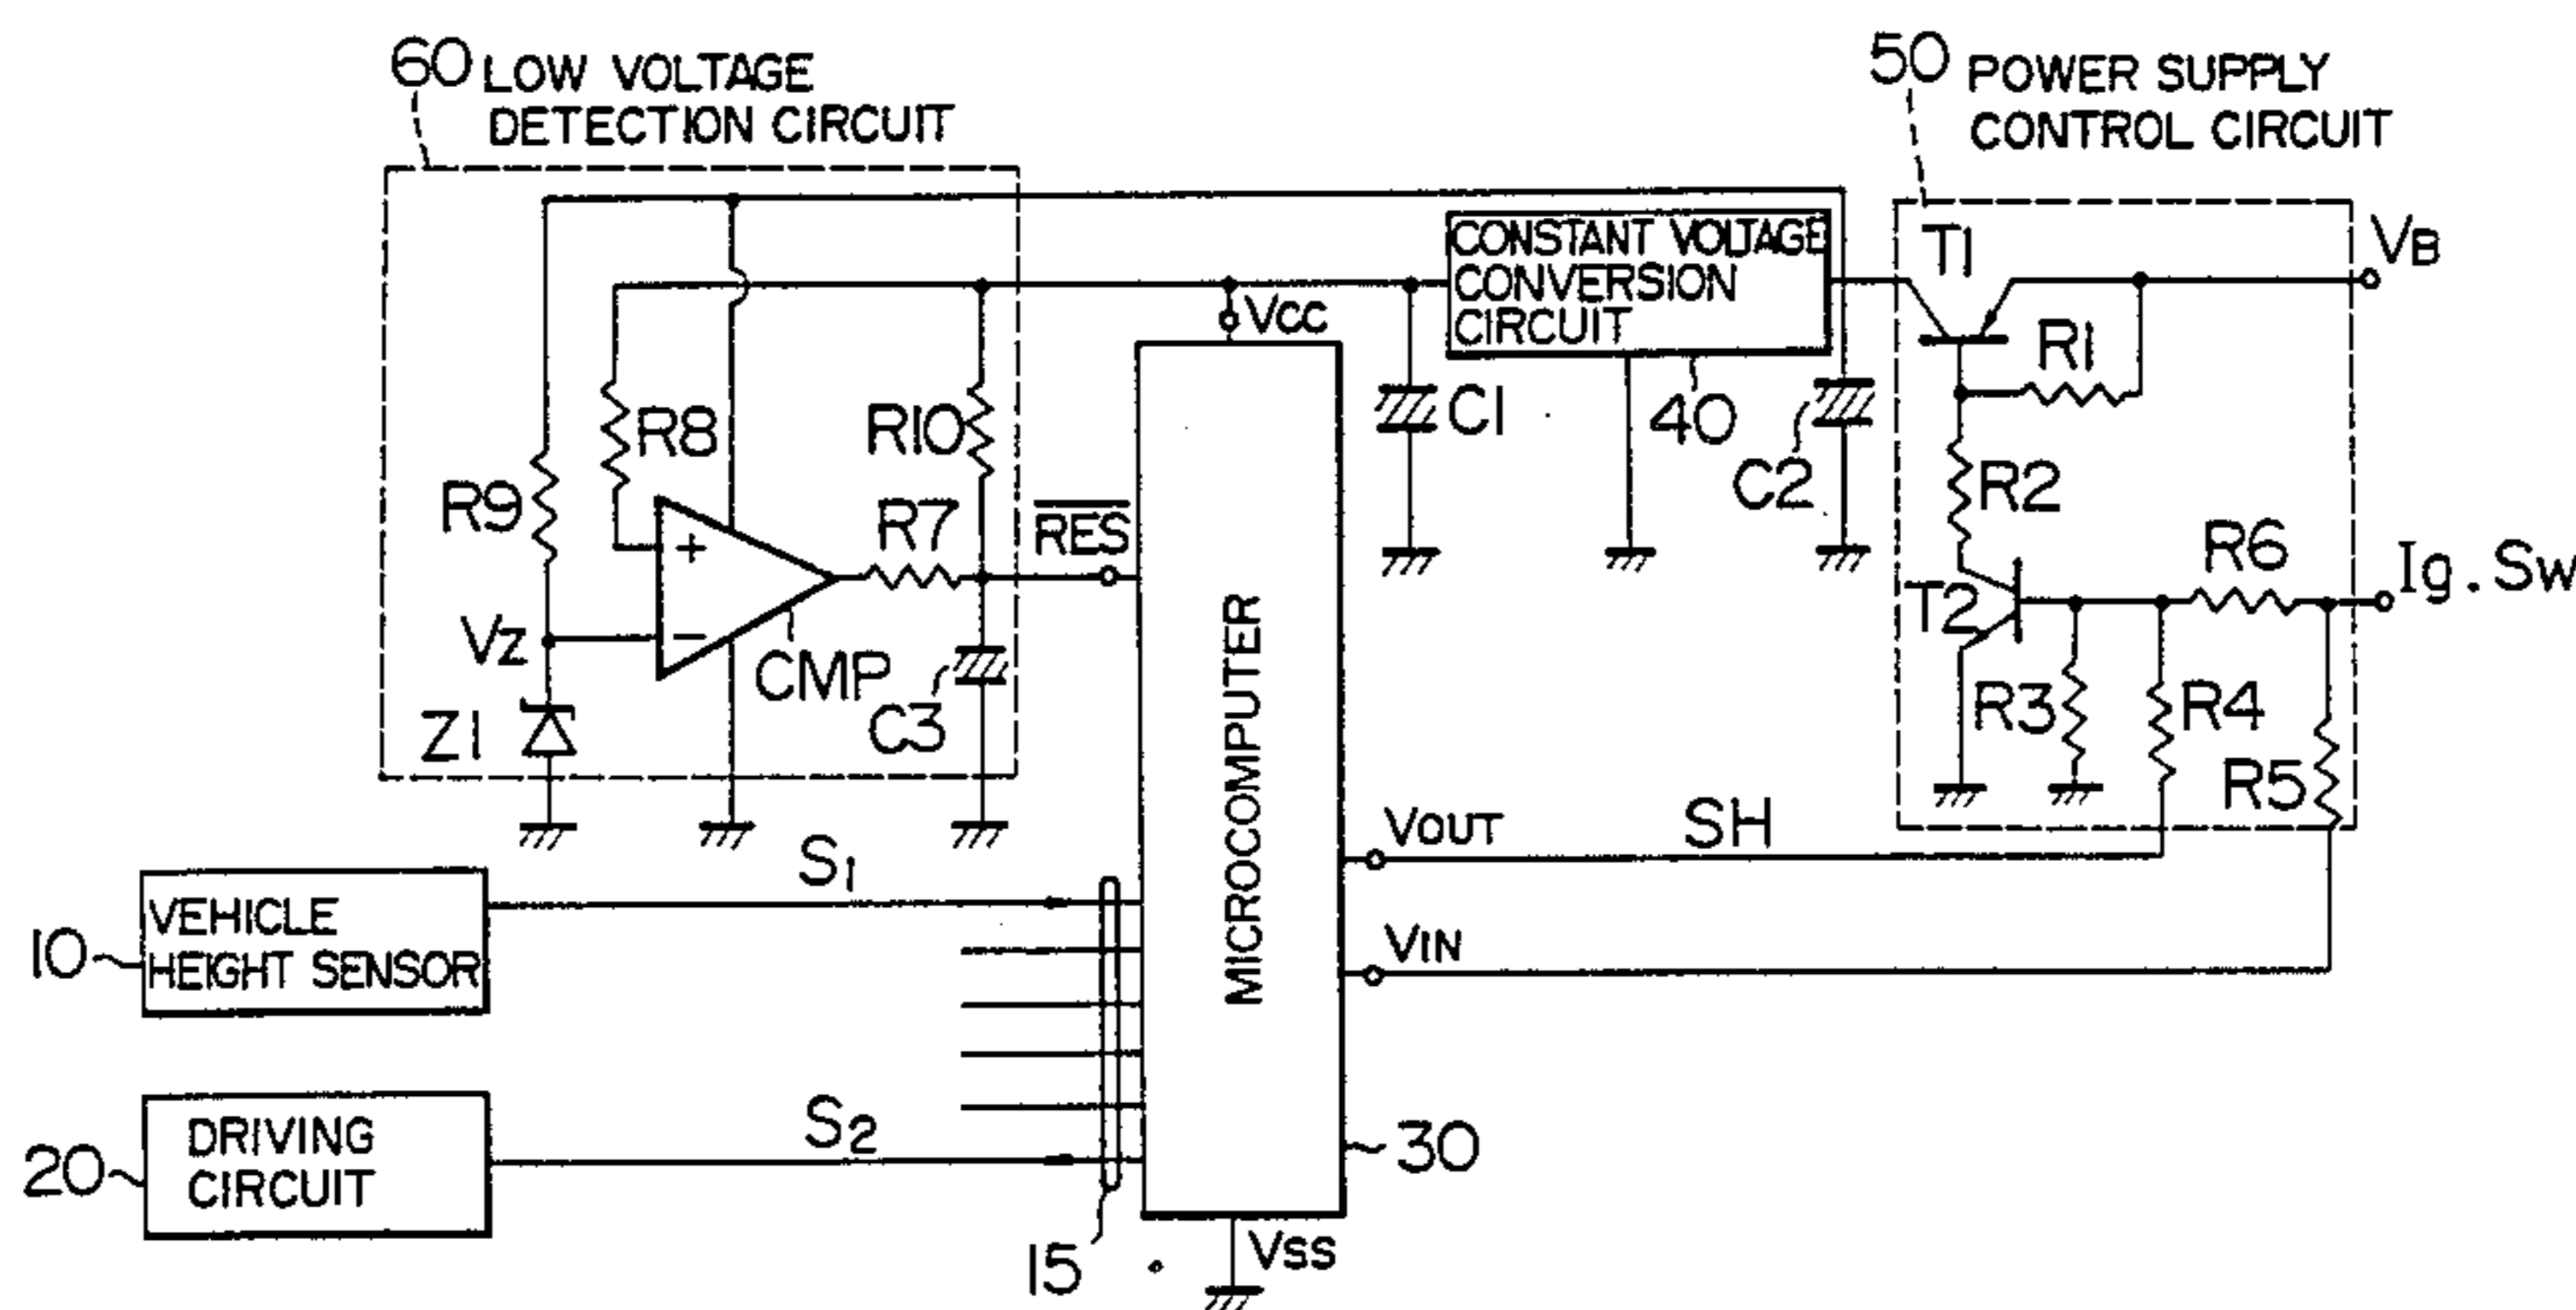 60 LOW VOLTAGE
DETECTION CIRCUIT
50 POWER SUPPLY
CONTROL CIRCUIT
CONSTANT VOLTAGE
CONVERSION
CIRCUIT
T1
VB
VCC
R1
R8
R10
C1
40
C2
R2
R9
R7
RES
R6
Ig. SW
T2
VZ
CMP
C3
Z1
R3
R4
R5
MICROCOMPUTER
VOUT
SH
S1
VEHICLE
HEIGHT SENSOR
10
VIN
S2
DRIVING
CIRCUIT
20
30
15
VSS